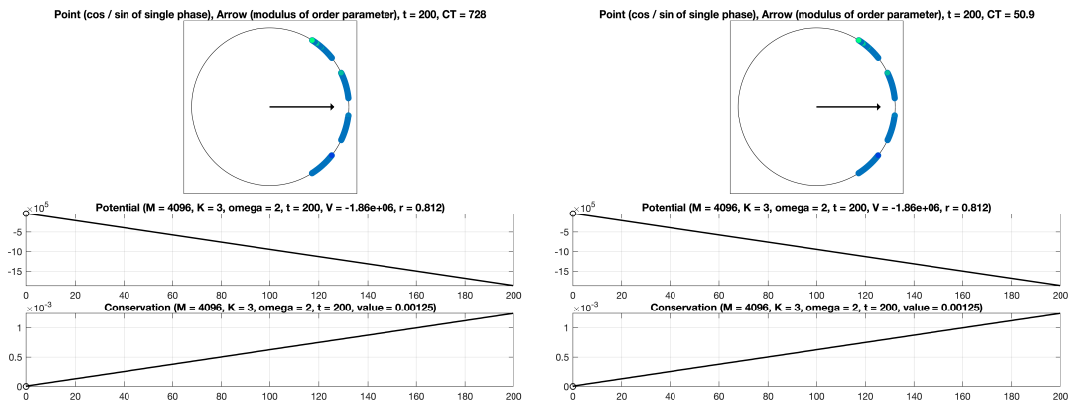 Point (cos / sin of single phase), Arrow (modulus of order parameter), t = 200, CT = 728
×10^5
Potential (M = 4096, K = 3, omega = 2, t = 200, V = -1.86e+06, r = 0.812)
-5
-10
-15
0 20 40 60 80 100 120 140 160 180 200
×10^-3
Conservation (M = 4096, K = 3, omega = 2, t = 200, value = 0.00125)
1
0.5
0
0 20 40 60 80 100 120 140 160 180 200
Point (cos / sin of single phase), Arrow (modulus of order parameter), t = 200, CT = 50.9
×10^5
Potential (M = 4096, K = 3, omega = 2, t = 200, V = -1.86e+06, r = 0.812)
-5
-10
-15
0 20 40 60 80 100 120 140 160 180 200
×10^-3
Conservation (M = 4096, K = 3, omega = 2, t = 200, value = 0.00125)
1
0.5
0
0 20 40 60 80 100 120 140 160 180 200